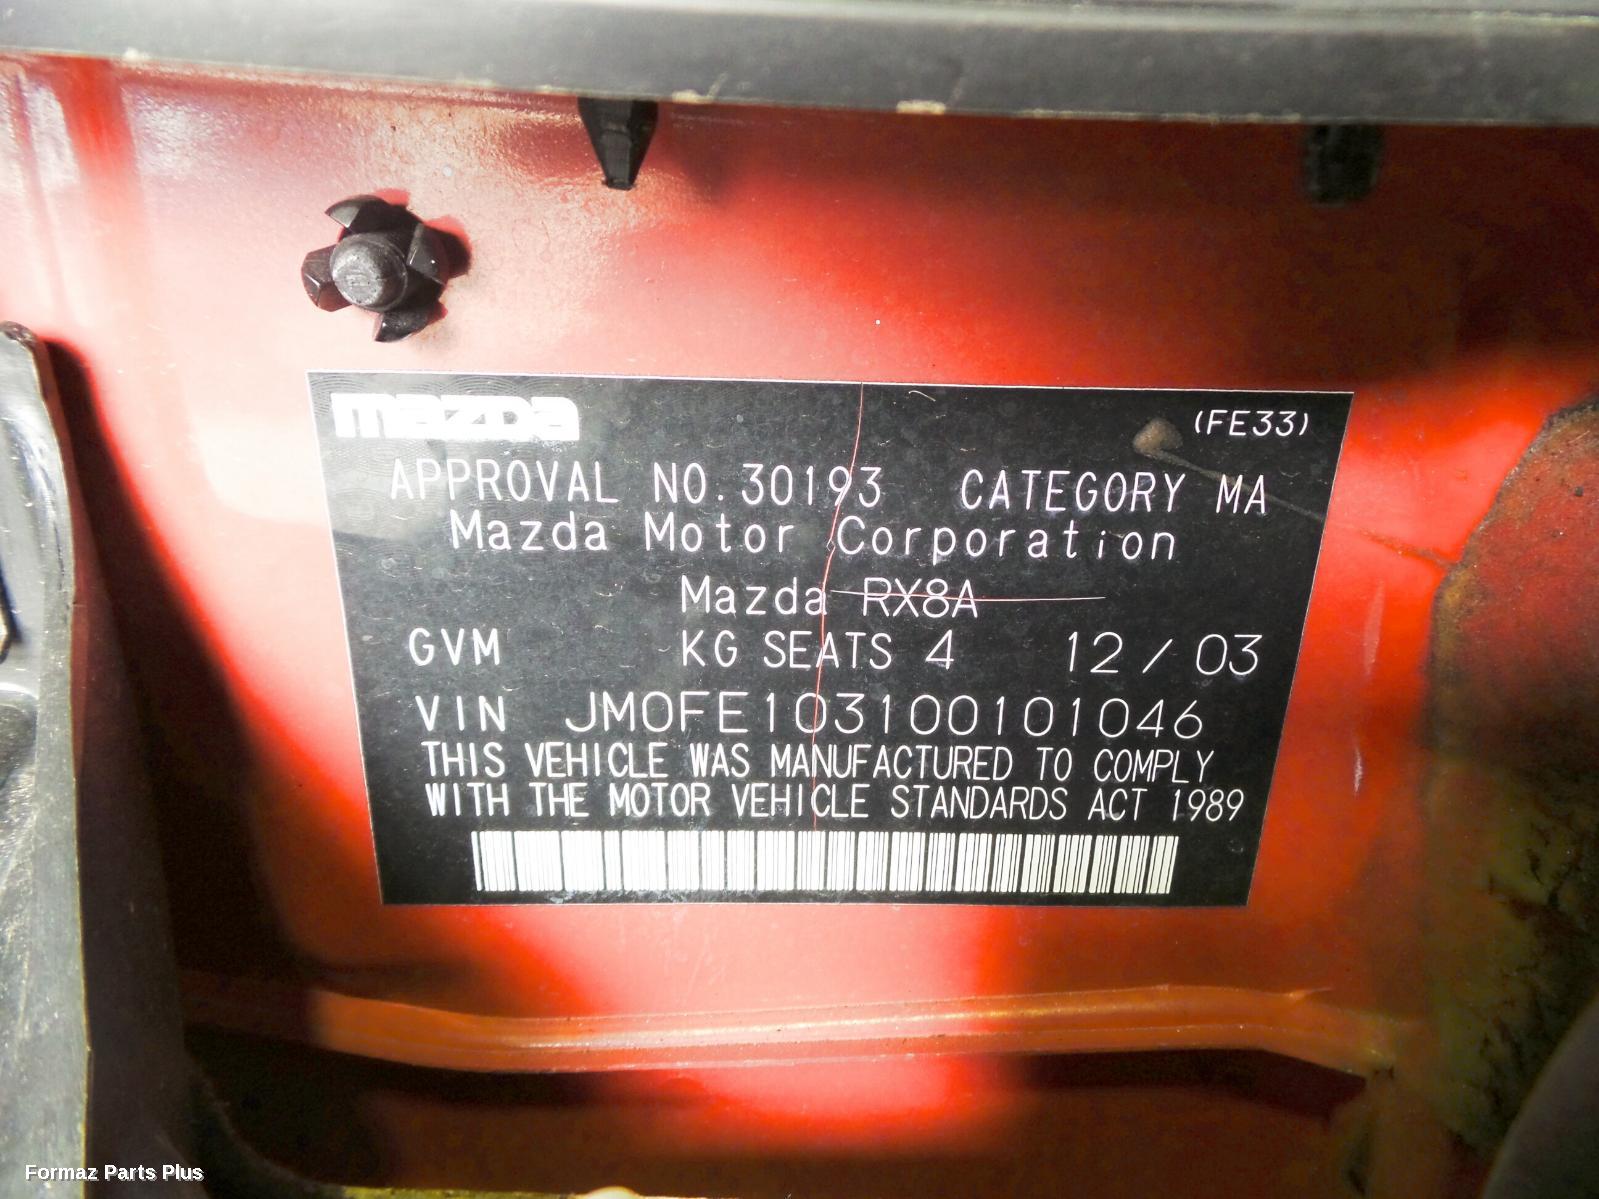 mazda (FE33)
APPROVAL NO. 30193 CATEGORY MA
Mazda Motor Corporation
Mazda RX8A
GVM KG SEATS 4 12/03
VIN JM0FE103100101046
THIS VEHICLE WAS MANUFACTURED TO COMPLY
WITH THE MOTOR VEHICLE STANDARDS ACT 1989
Formaz Parts Plus